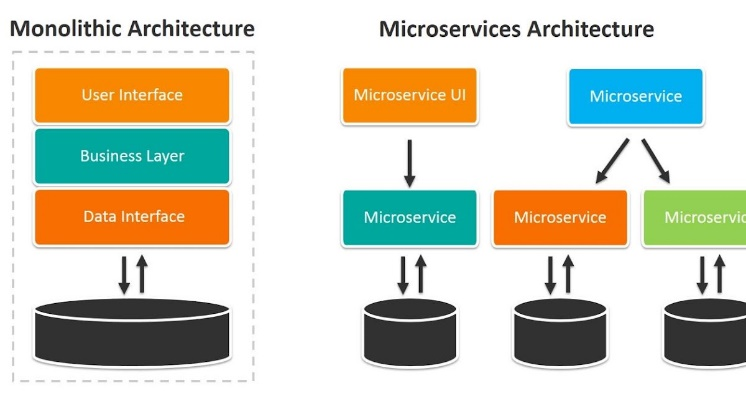 Monolithic Architecture
Microservices Architecture
User Interface
Business Layer
Data Interface
Microservice UI
Microservice
Microservice
Microservice
Microservic